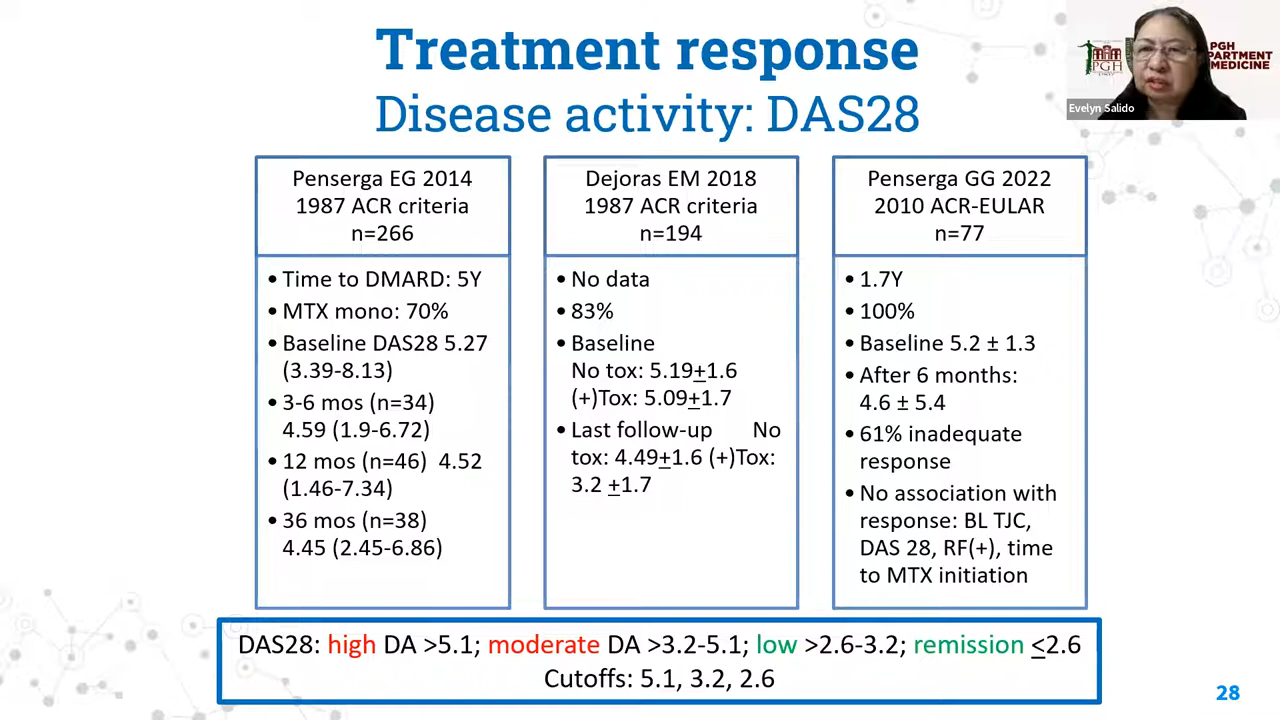 Treatment response
Disease activity: DAS28
PGH
PGH
PARTMENT
MEDICINE
Evelyn Salido
Penserga EG 2014
1987 ACR criteria
n=266
• Time to DMARD: 5Y
• MTX mono: 70%
• Baseline DAS28 5.27
(3.39-8.13)
• 3-6 mos (n=34)
4.59 (1.9-6.72)
• 12 mos (n=46) 4.52
(1.46-7.34)
• 36 mos (n=38)
4.45 (2.45-6.86)
Dejoras EM 2018
1987 ACR criteria
n=194
• No data
• 83%
• Baseline
No tox: 5.19±1.6
(+)Tox: 5.09±1.7
• Last follow-up No
tox: 4.49±1.6 (+)Tox:
3.2 ±1.7
Penserga GG 2022
2010 ACR-EULAR
n=77
• 1.7Y
• 100%
• Baseline 5.2 ± 1.3
• After 6 months:
4.6 ± 5.4
• 61% inadequate
response
• No association with
response: BL TJC,
DAS 28, RF(+), time
to MTX initiation
DAS28: high DA >5.1; moderate DA >3.2-5.1; low >2.6-3.2; remission ≤2.6
Cutoffs: 5.1, 3.2, 2.6
28